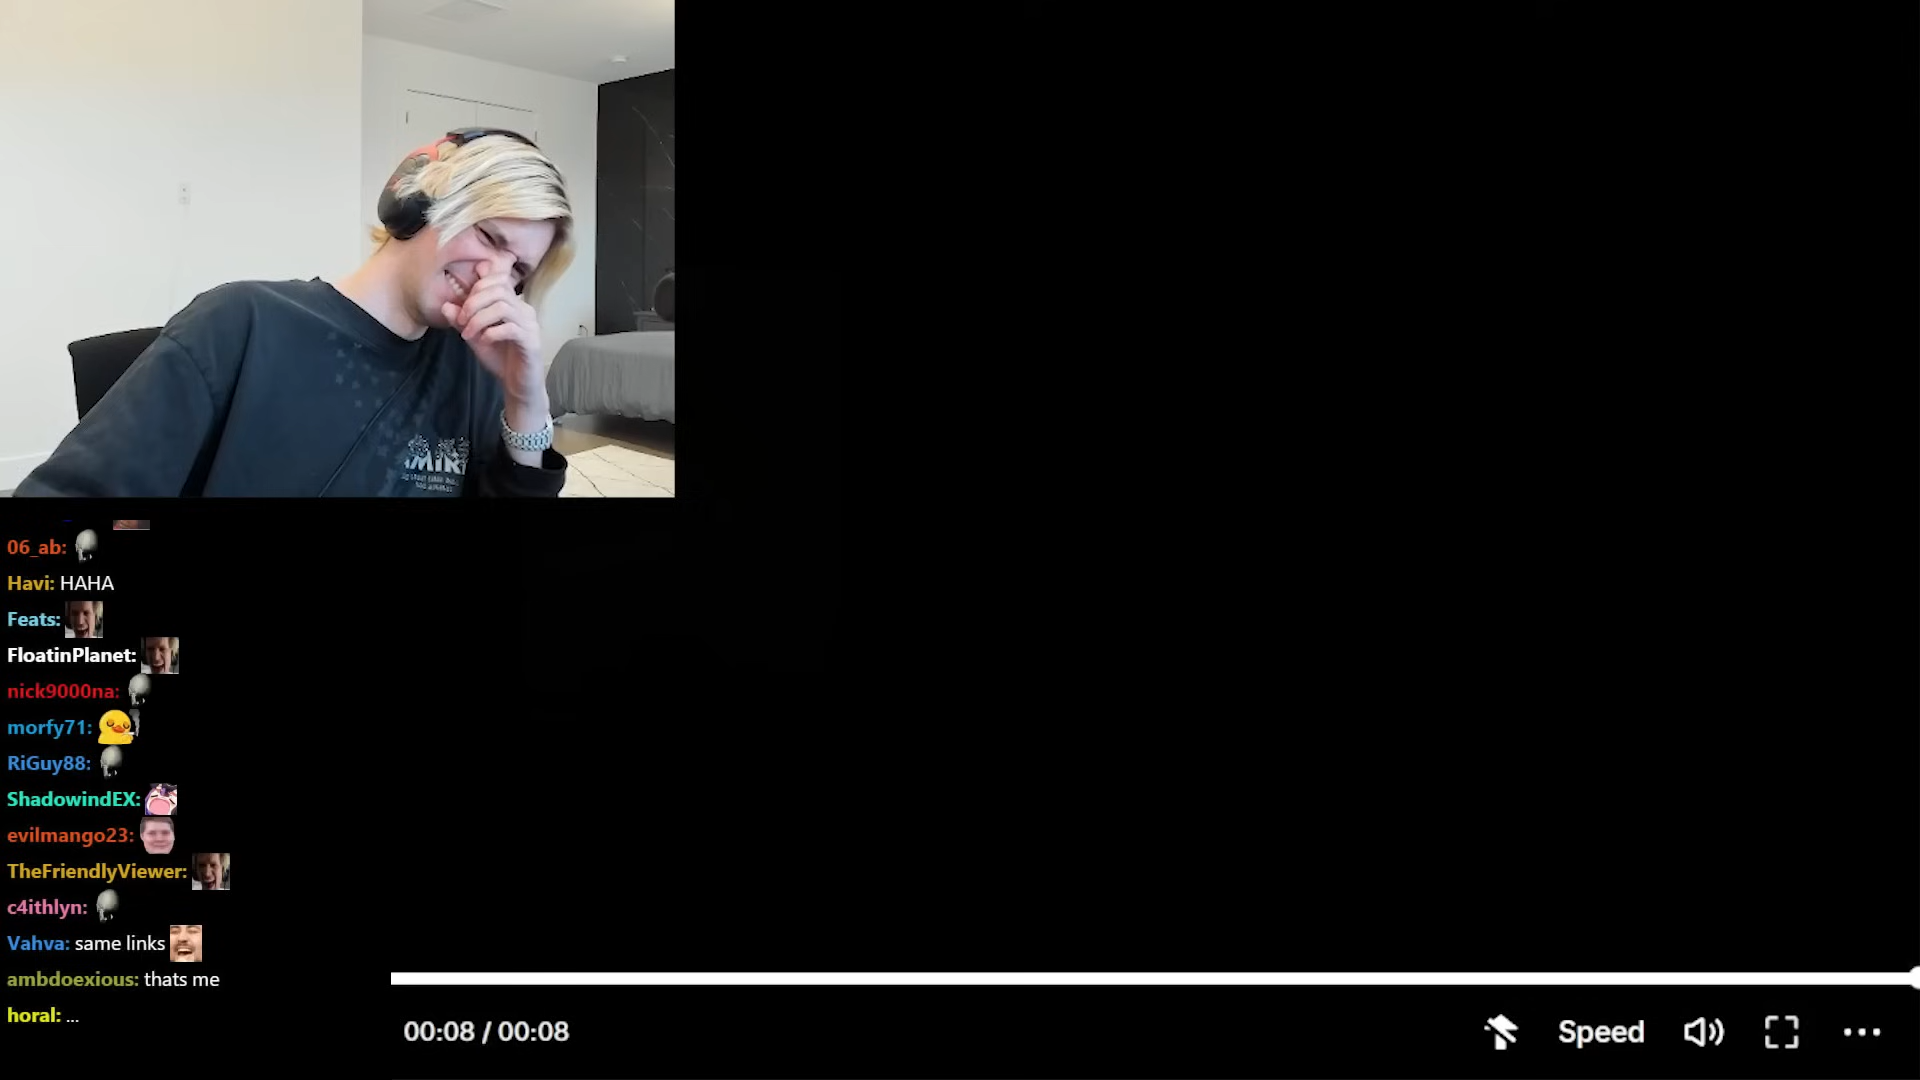 AMIRI
06_ab:
Havi: HAHA
Feats:
FloatinPlanet:
nick9000na:
morfy71:
RiGuy88:
ShadowindEX:
evilmango23:
TheFriendlyViewer:
c4ithlyn:
Vahva: same links
ambdoexious: thats me
horal: ...
00:08 / 00:08
Speed